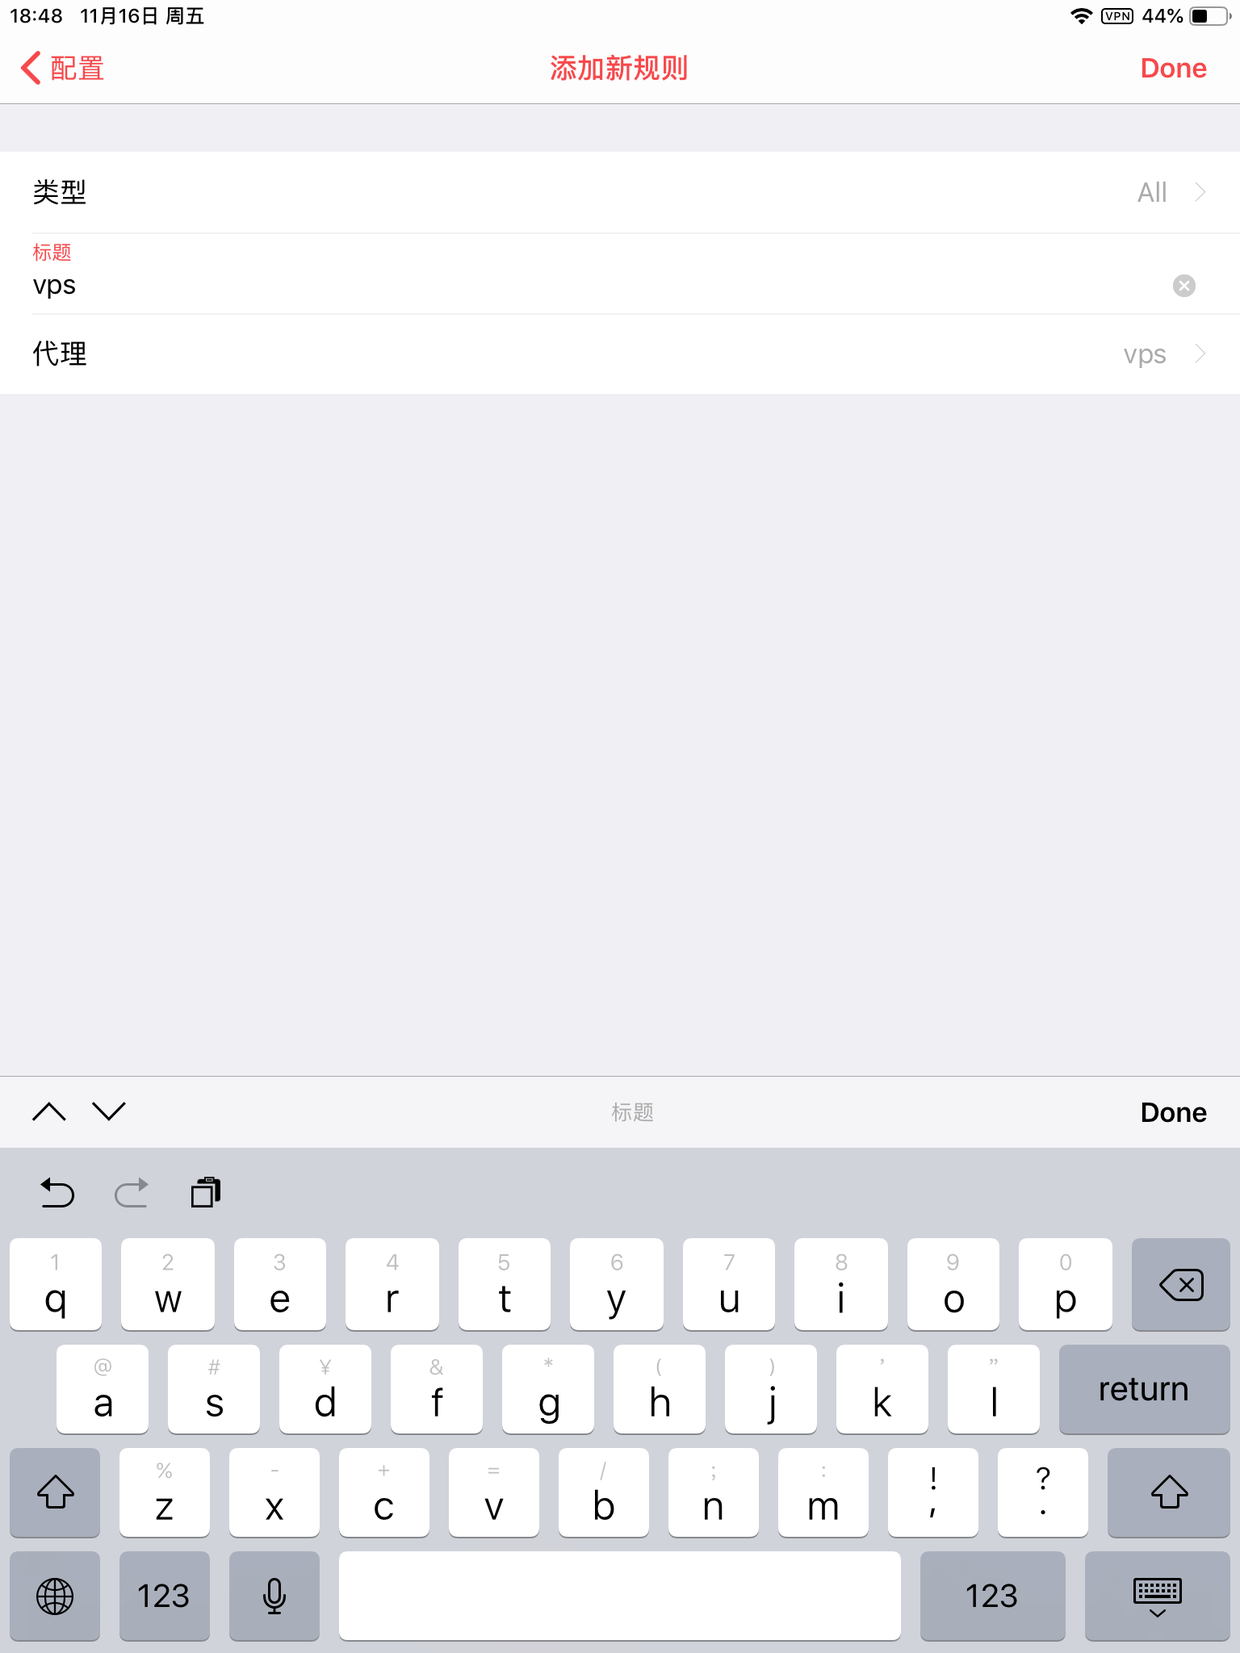 18:48 11月16日 周五 VPN 44%
配置 添加新规则 Done
类型 All
标题
vps
代理 vps
标题 Done
1 2 3 4 5 6 7 8 9 0
q w e r t y u i o p
@ # ¥ & * ( ) ’ ”
a s d f g h j k l return
% - + = / ; : ! ?
z x c v b n m , .
123 123